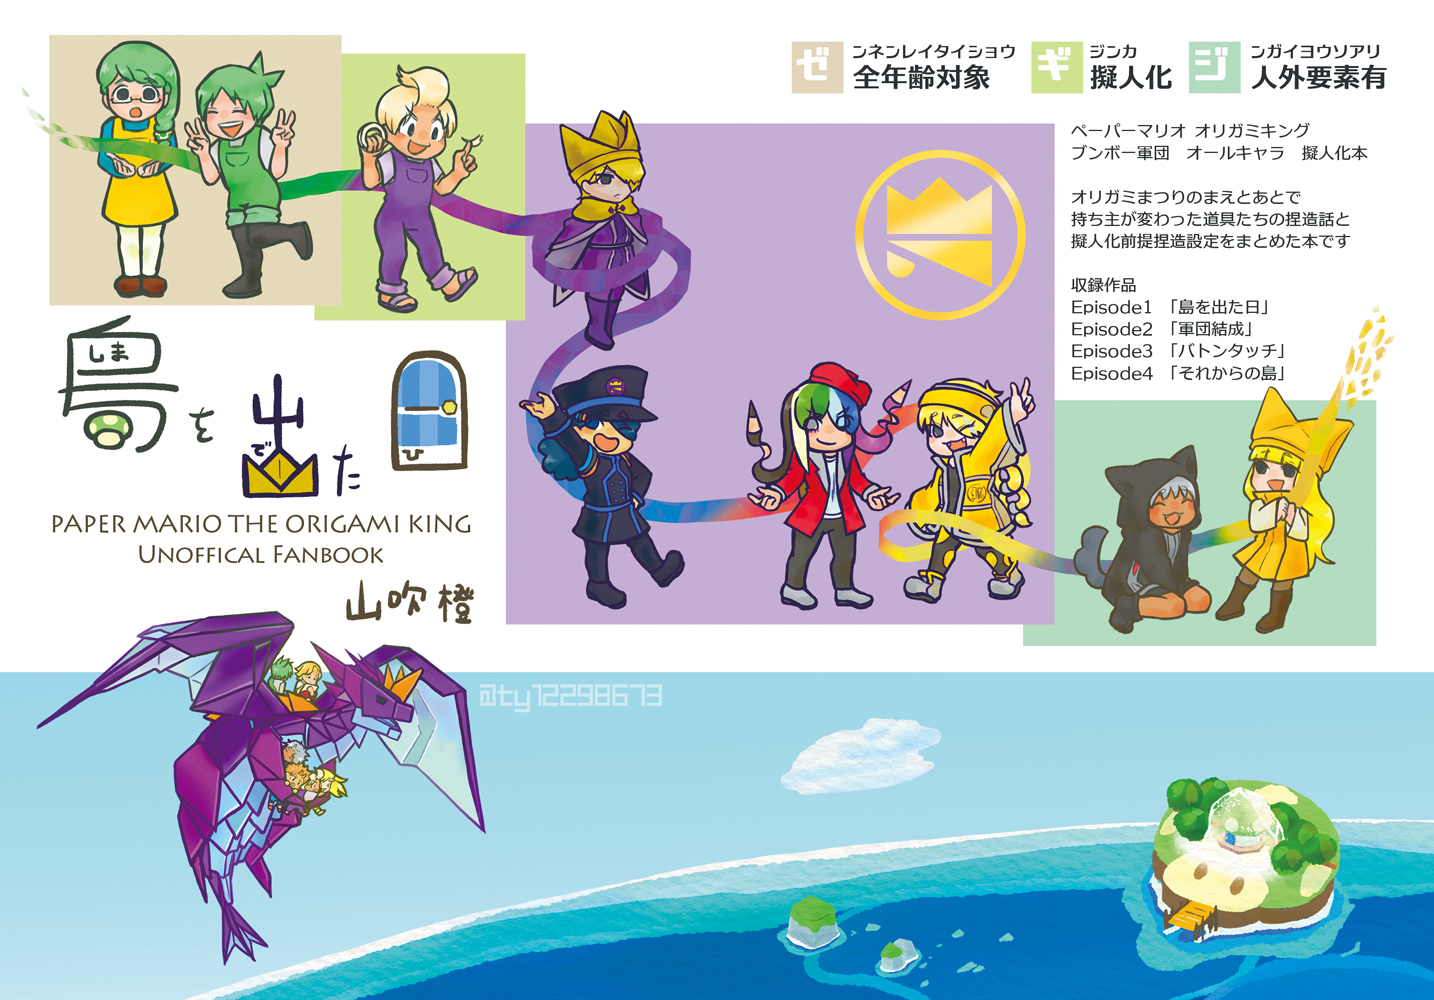 ゼ ンネンレイタイショウ
全年齢対象
ギ ジンカ
擬人化
ジ ンガイヨウソアリ
人外要素有
ペーパーマリオ オリガミキング
ブンボー軍団　オールキャラ　擬人化本
オリガミまつりのまえとあとで
持ち主が変わった道具たちの捏造話と
擬人化前提捏造設定をまとめた本です
収録作品
Episode1 「島を出た日」
Episode2 「軍団結成」
Episode3 「バトンタッチ」
Episode4 「それからの島」
島を出た
しま
で
ひ
PAPER MARIO THE ORIGAMI KING
UNOFFICAL FANBOOK
山吹橙
@ty12298673